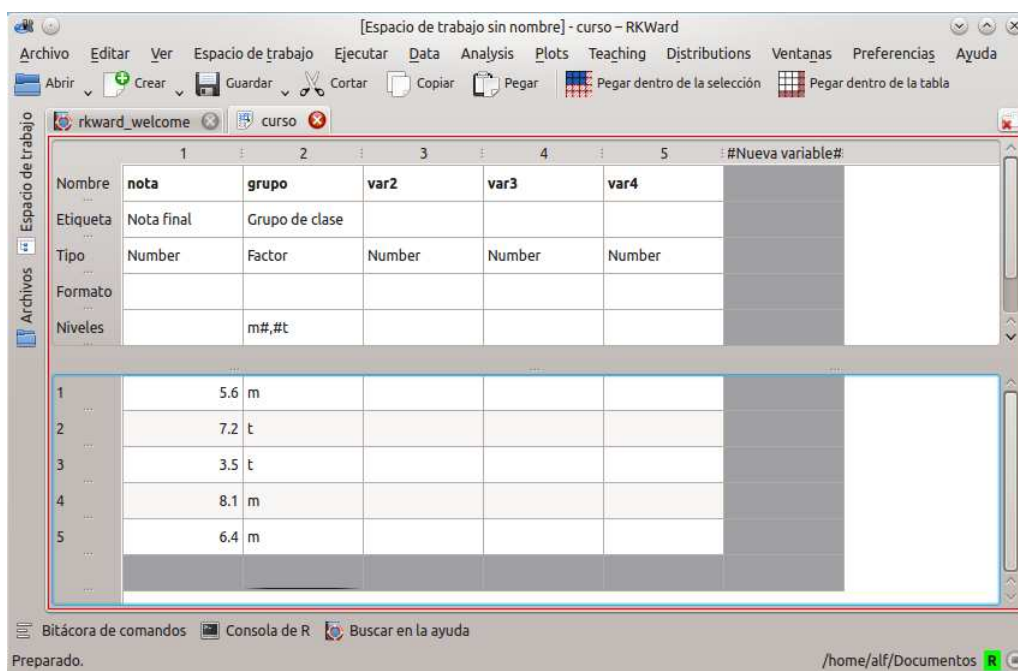 [Espacio de trabajo sin nombre] - curso – RKWard
Archivo Editar Ver Espacio de trabajo Ejecutar Data Analysis Plots Teaching Distributions Ventanas Preferencias Ayuda
Abrir Crear Guardar Cortar Copiar Pegar Pegar dentro de la selección Pegar dentro de la tabla
Espacio de trabajo
Archivos
rkward_welcome curso
1 2 3 4 5 #Nueva variable#
Nombre nota grupo var2 var3 var4
Etiqueta Nota final Grupo de clase
Tipo Number Factor Number Number Number
Formato
Niveles m#,#t
1 5.6 m
2 7.2 t
3 3.5 t
4 8.1 m
5 6.4 m
Bitácora de comandos Consola de R Buscar en la ayuda
Preparado. /home/alf/Documentos R